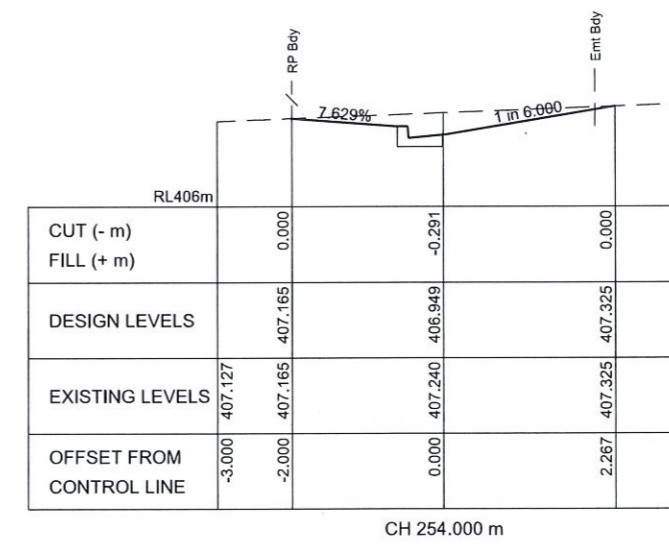 RP Bdy
Emt Bdy
7.629%
1 in 6.000
RL406m
CUT (- m)
FILL (+ m)
0.000
-0.291
0.000
DESIGN LEVELS
407.165
406.949
407.325
EXISTING LEVELS
407.127
407.165
407.240
407.325
OFFSET FROM
CONTROL LINE
-3.000
-2.000
0.000
2.267
CH 254.000 m